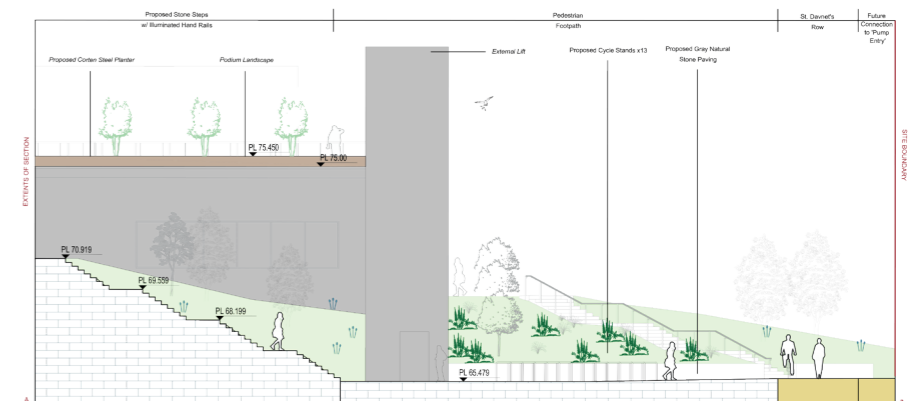 Proposed Stone Steps
w/ Illuminated Hand Rails
Pedestrian
Footpath
St. Davnet's
Row
Future
Connection
to 'Pump
Entry'
Proposed Corten Steel Planter
Podium Landscape
External Lift
Proposed Cycle Stands x13
Proposed Gray Natural
Stone Paving
PL 75.450
PL 75.00
EXTENTS OF SECTION
SITE BOUNDARY
PL 70.919
PL 69.559
PL 68.199
PL 65.479